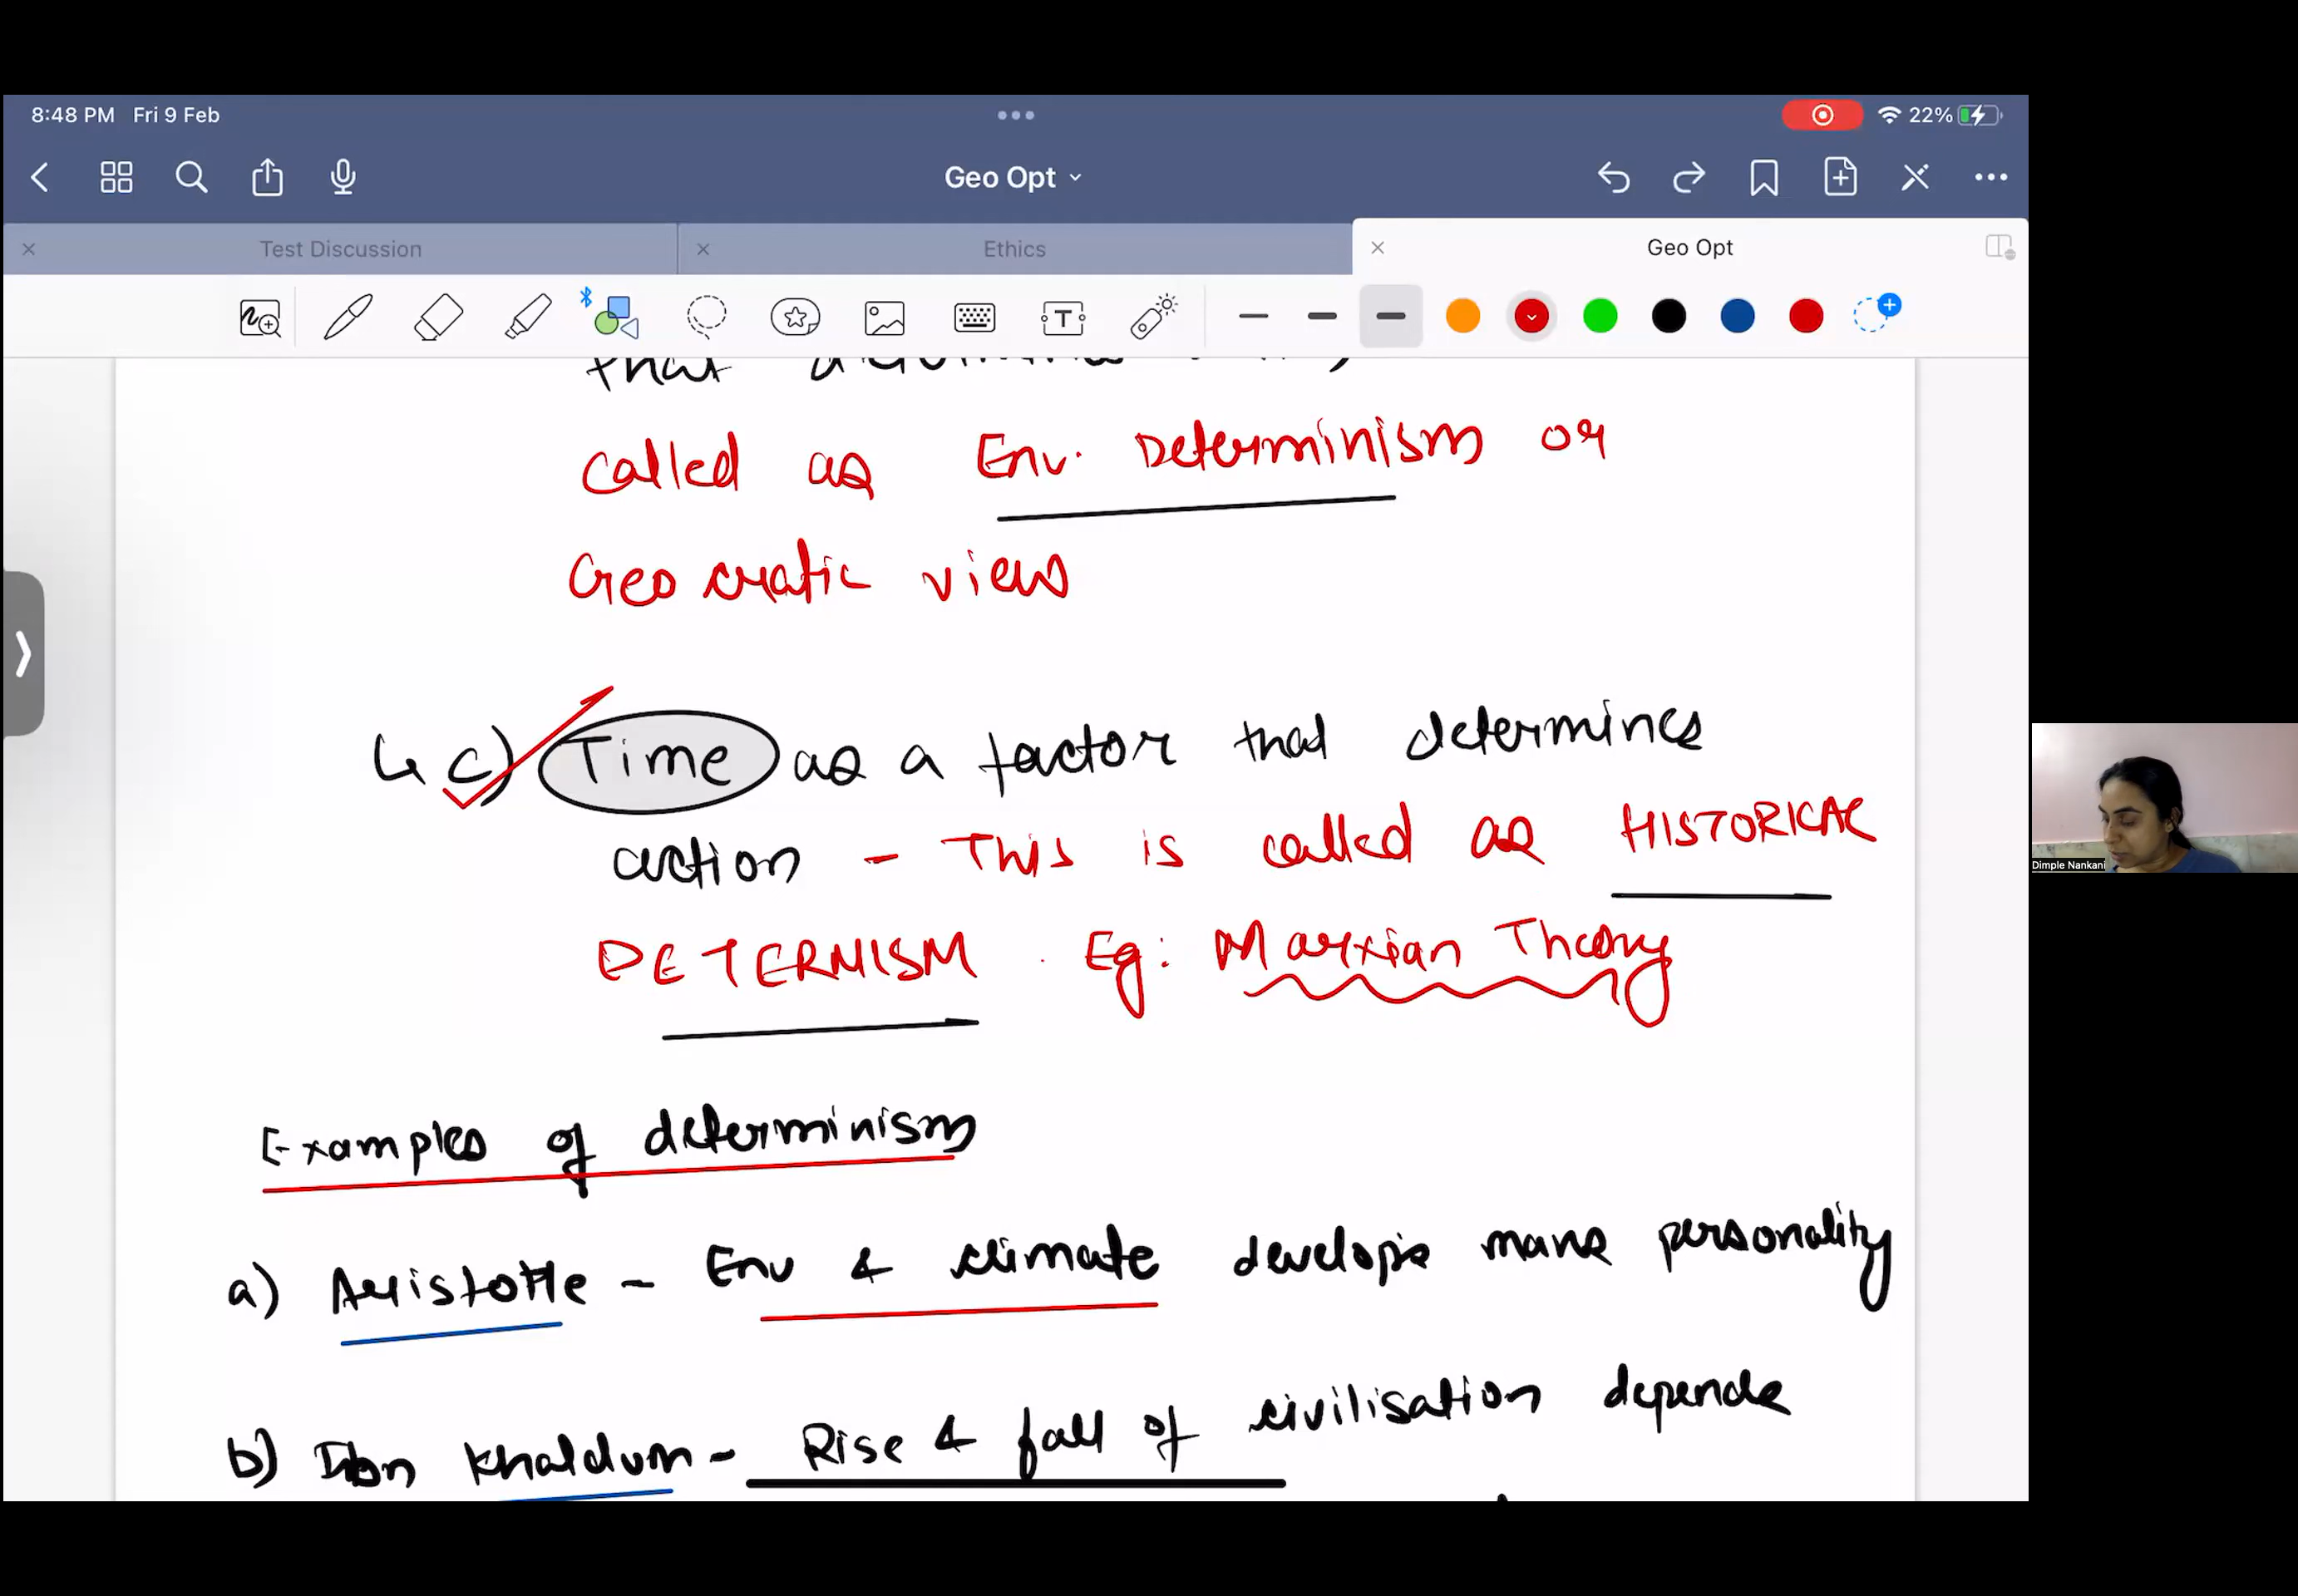 8:48 PM Fri 9 Feb
22%
Geo Opt
Test Discussion
Ethics
Geo Opt
that
called as Env. Determinism or
Geo cratic view
c) Time as a factor that determines
action - This is called as HISTORICAL
DETERMISM. Eg: Marxian Theory
Examples of determinism
a) Aristotle - Env & climate develops mans personality
b) Ibn Khaldun - Rise & fall of civilisation depends
Dimple Nankani